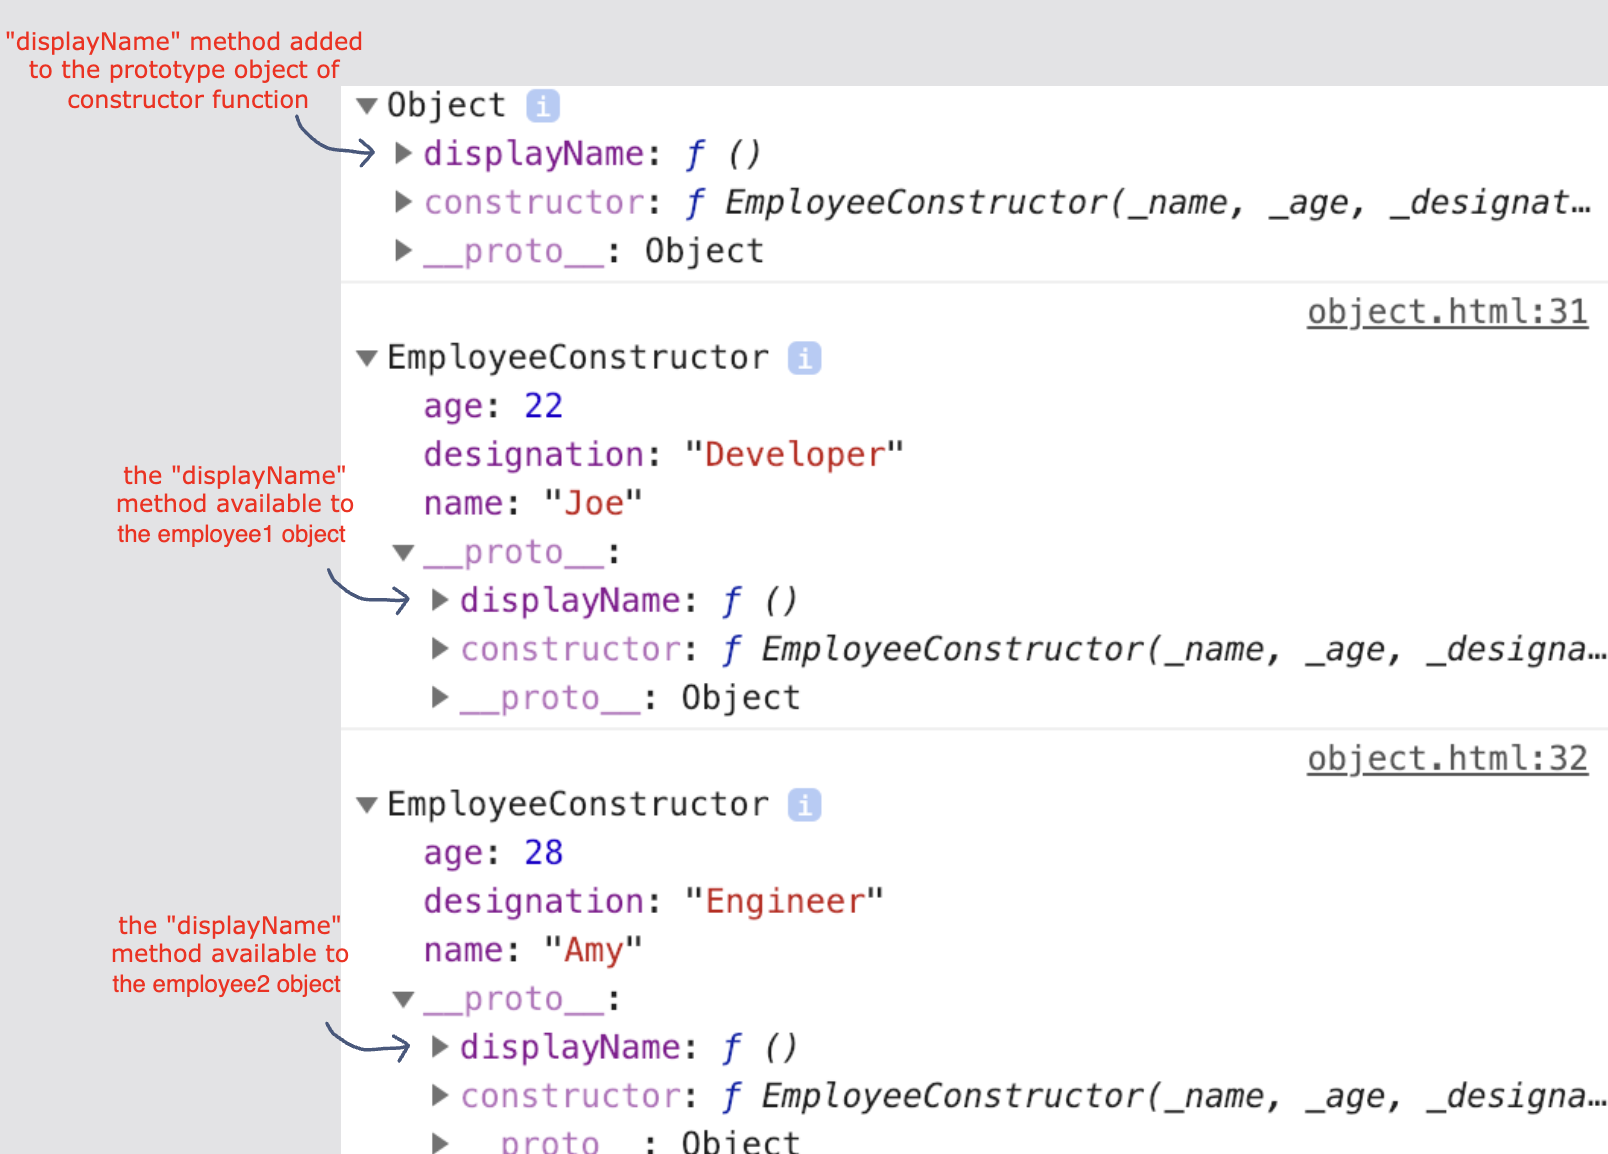 "displayName" method added
to the prototype object of
constructor function
▼ Object i
▶ displayName: ƒ ()
▶ constructor: ƒ EmployeeConstructor(_name, _age, _designat…
▶ __proto__: Object
object.html:31
▼ EmployeeConstructor i
age: 22
designation: "Developer"
name: "Joe"
the "displayName"
method available to
the employee1 object
▼ __proto__:
▶ displayName: ƒ ()
▶ constructor: ƒ EmployeeConstructor(_name, _age, _designa…
▶ __proto__: Object
object.html:32
▼ EmployeeConstructor i
age: 28
designation: "Engineer"
name: "Amy"
the "displayName"
method available to
the employee2 object
▼ __proto__:
▶ displayName: ƒ ()
▶ constructor: ƒ EmployeeConstructor(_name, _age, _designa…
▶ __proto__: Object